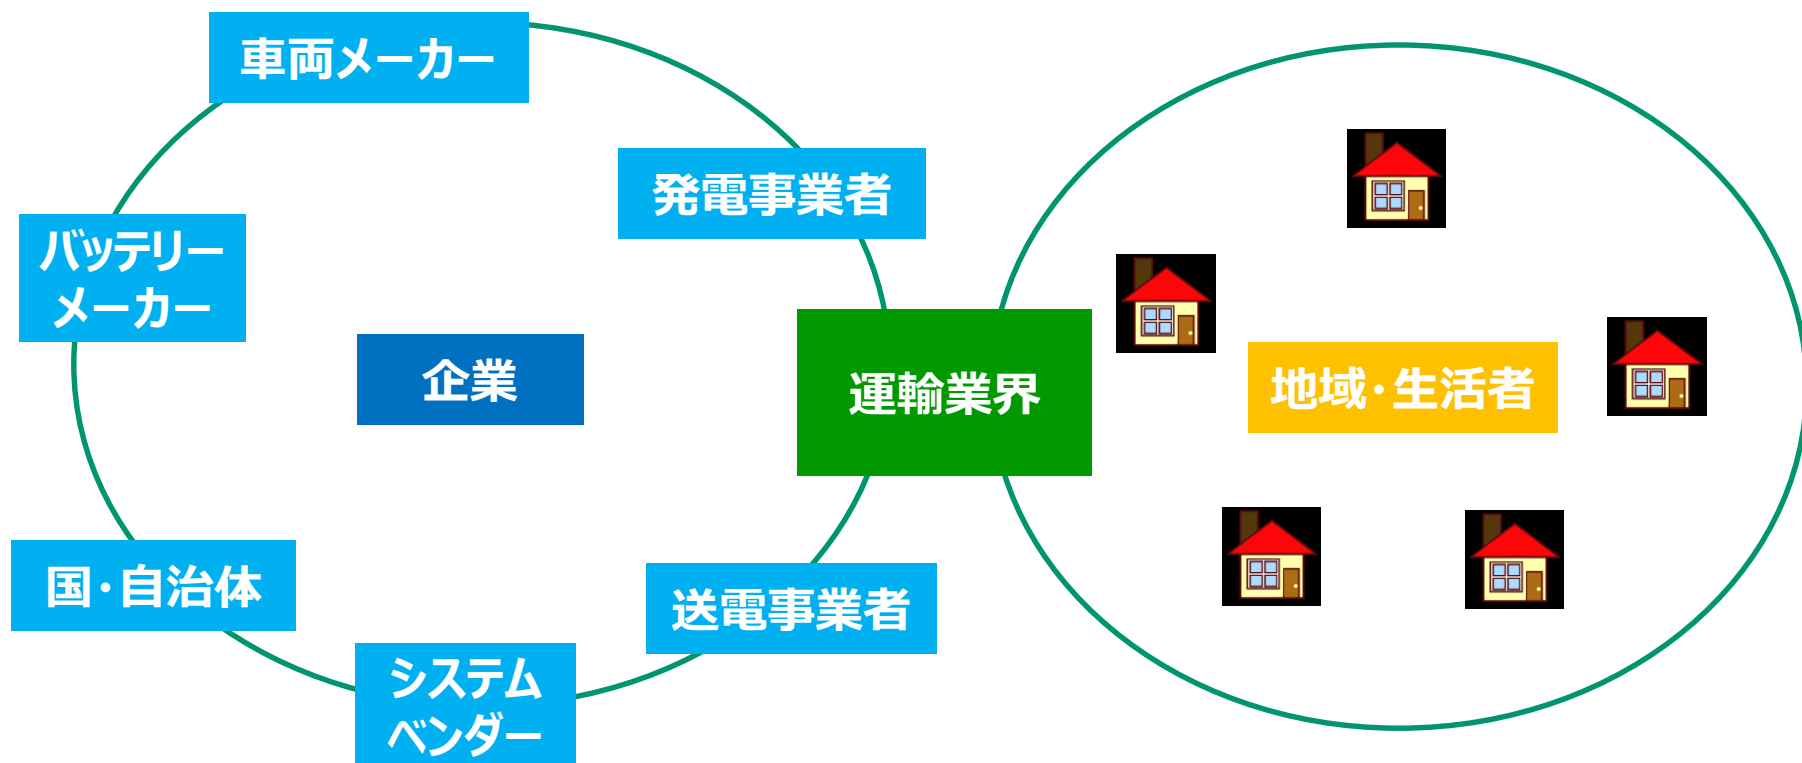 車両メーカー
発電事業者
バッテリー
メーカー
企業
運輸業界
地域・生活者
国・自治体
送電事業者
システム
ベンダー